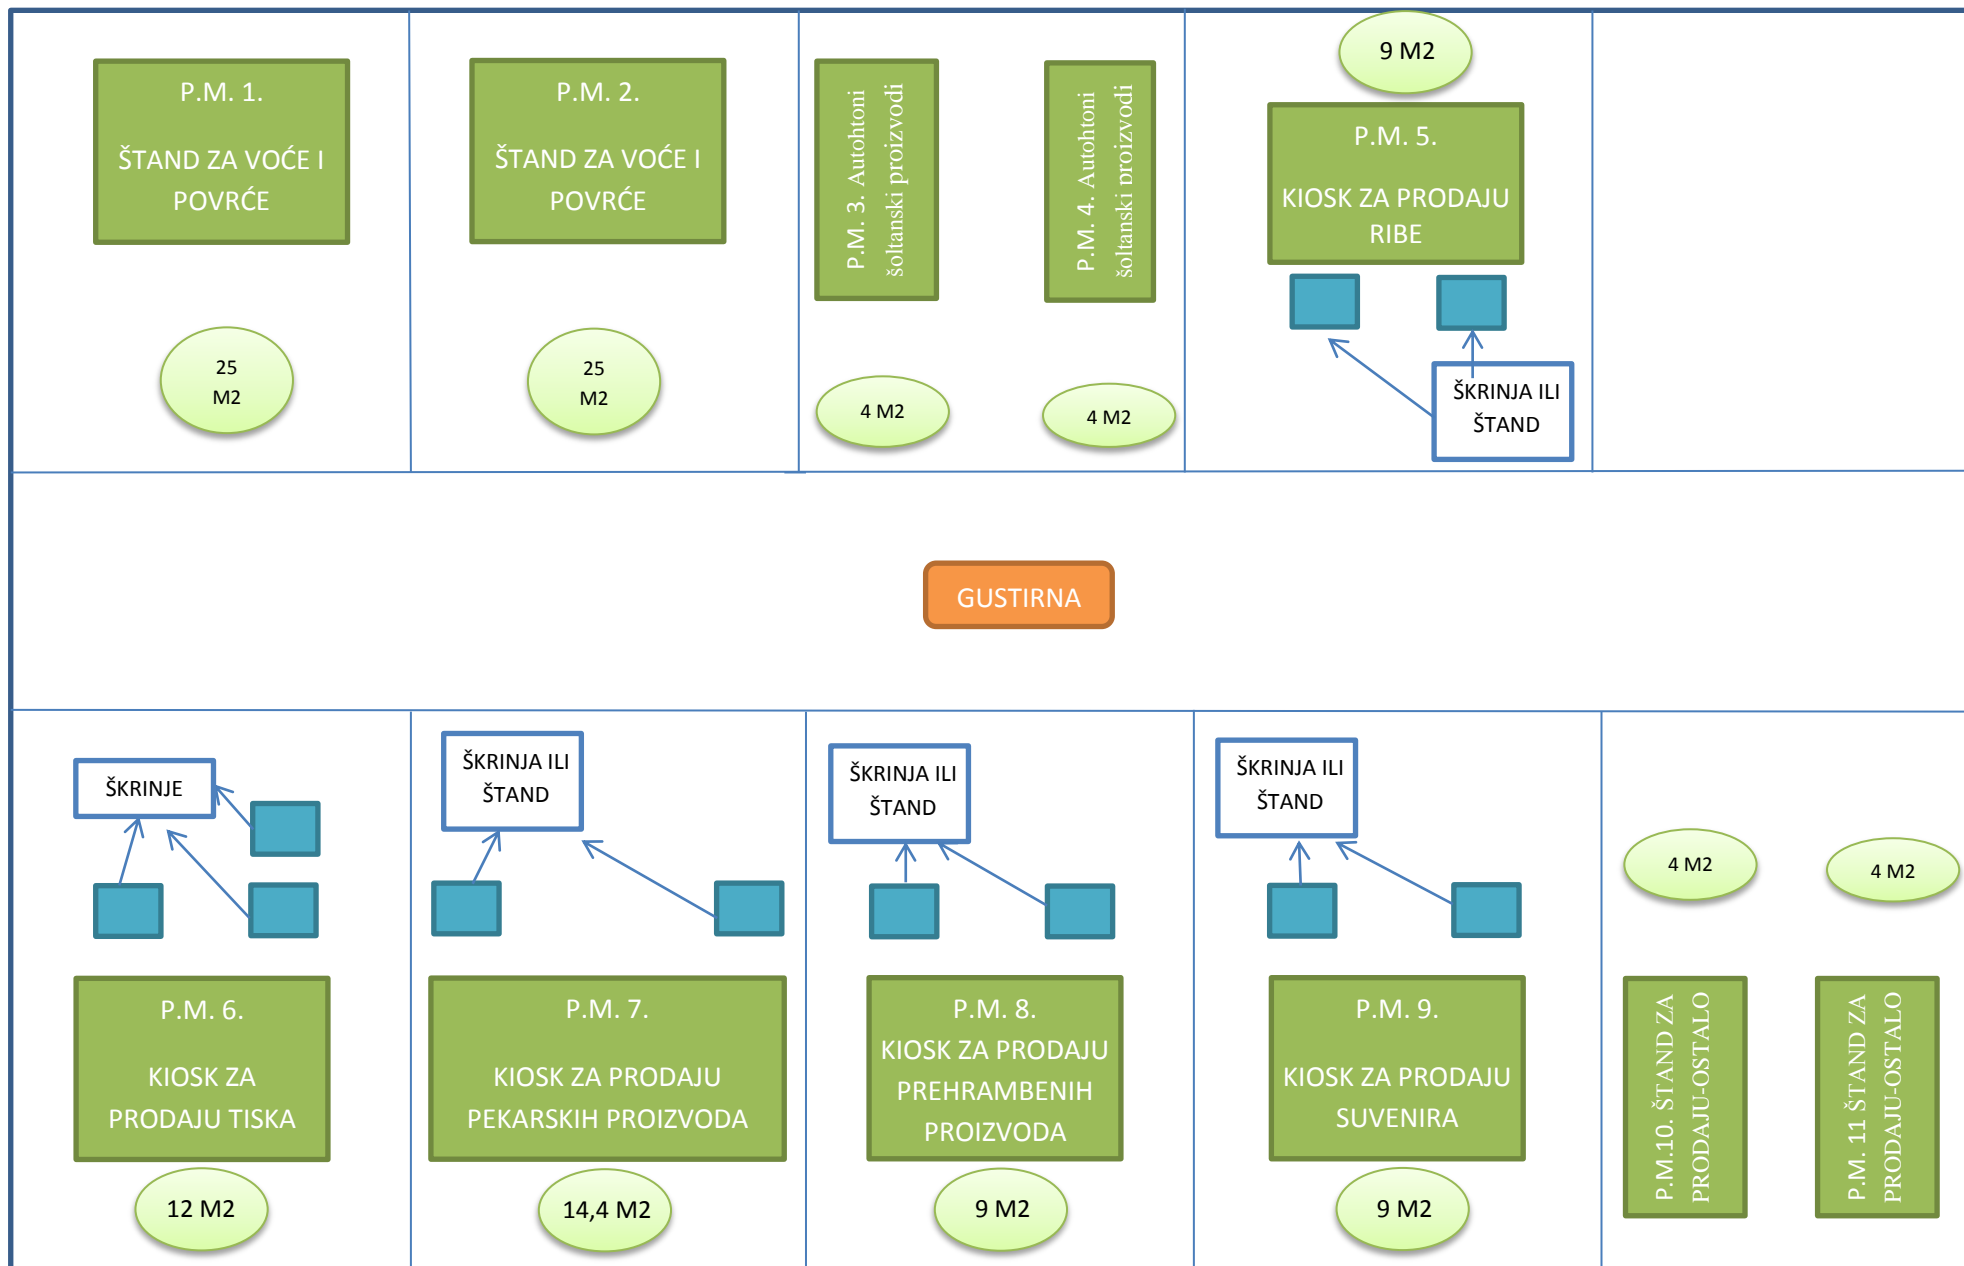 P.M. 1.
ŠTAND ZA VOĆE I
POVRĆE
25
M2
P.M. 2.
ŠTAND ZA VOĆE I
POVRĆE
25
M2
P.M. 3. Autohtoni
šoltanski proizvodi
4 M2
P.M. 4. Autohtoni
šoltanski proizvodi
4 M2
9 M2
P.M. 5.
KIOSK ZA PRODAJU
RIBE
ŠKRINJA ILI
ŠTAND
GUSTIRNA
ŠKRINJE
P.M. 6.
KIOSK ZA
PRODAJU TISKA
12 M2
ŠKRINJA ILI
ŠTAND
P.M. 7.
KIOSK ZA PRODAJU
PEKARSKIH PROIZVODA
14,4 M2
ŠKRINJA ILI
ŠTAND
P.M. 8.
KIOSK ZA PRODAJU
PREHRAMBENIH
PROIZVODA
9 M2
ŠKRINJA ILI
ŠTAND
P.M. 9.
KIOSK ZA PRODAJU
SUVENIRA
9 M2
4 M2
P.M.10. ŠTAND ZA
PRODAJU-OSTALO
4 M2
P.M. 11 ŠTAND ZA
PRODAJU-OSTALO